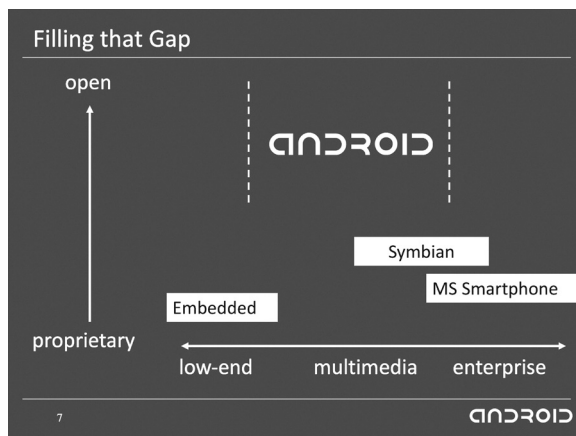 Filling that Gap
open
ANDROID
Symbian
MS Smartphone
Embedded
proprietary
low-end multimedia enterprise
7
ANDROID